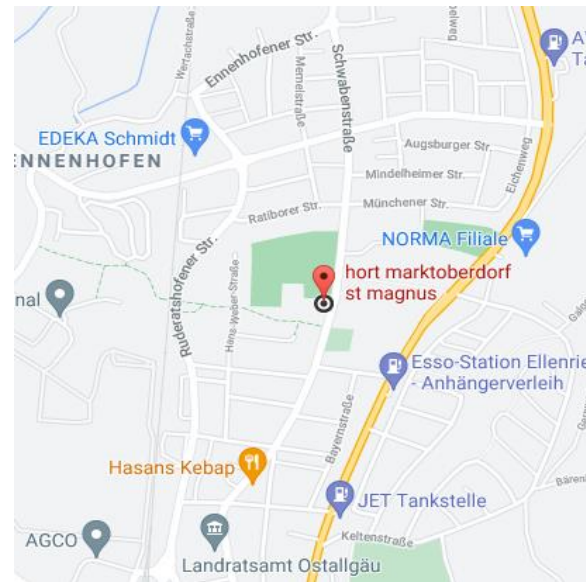 Wertachstraße
Ennenhofener Str.
Memelstraße
Schwabenstraße
EDEKA Schmidt
ENNENHOFEN
Augsburger Str.
Mindelheimer Str.
Eichenweg
Ratiborer Str.
Münchener Str.
NORMA Filiale
Ruderatshofener Str.
Hans-Weber-Straße
hort marktoberdorf
st magnus
Esso-Station Ellenrie
- Anhängerverleih
Bayernstraße
Hasans Kebap
JET Tankstelle
Keltenstraße
AGCO
Landratsamt Ostallgäu